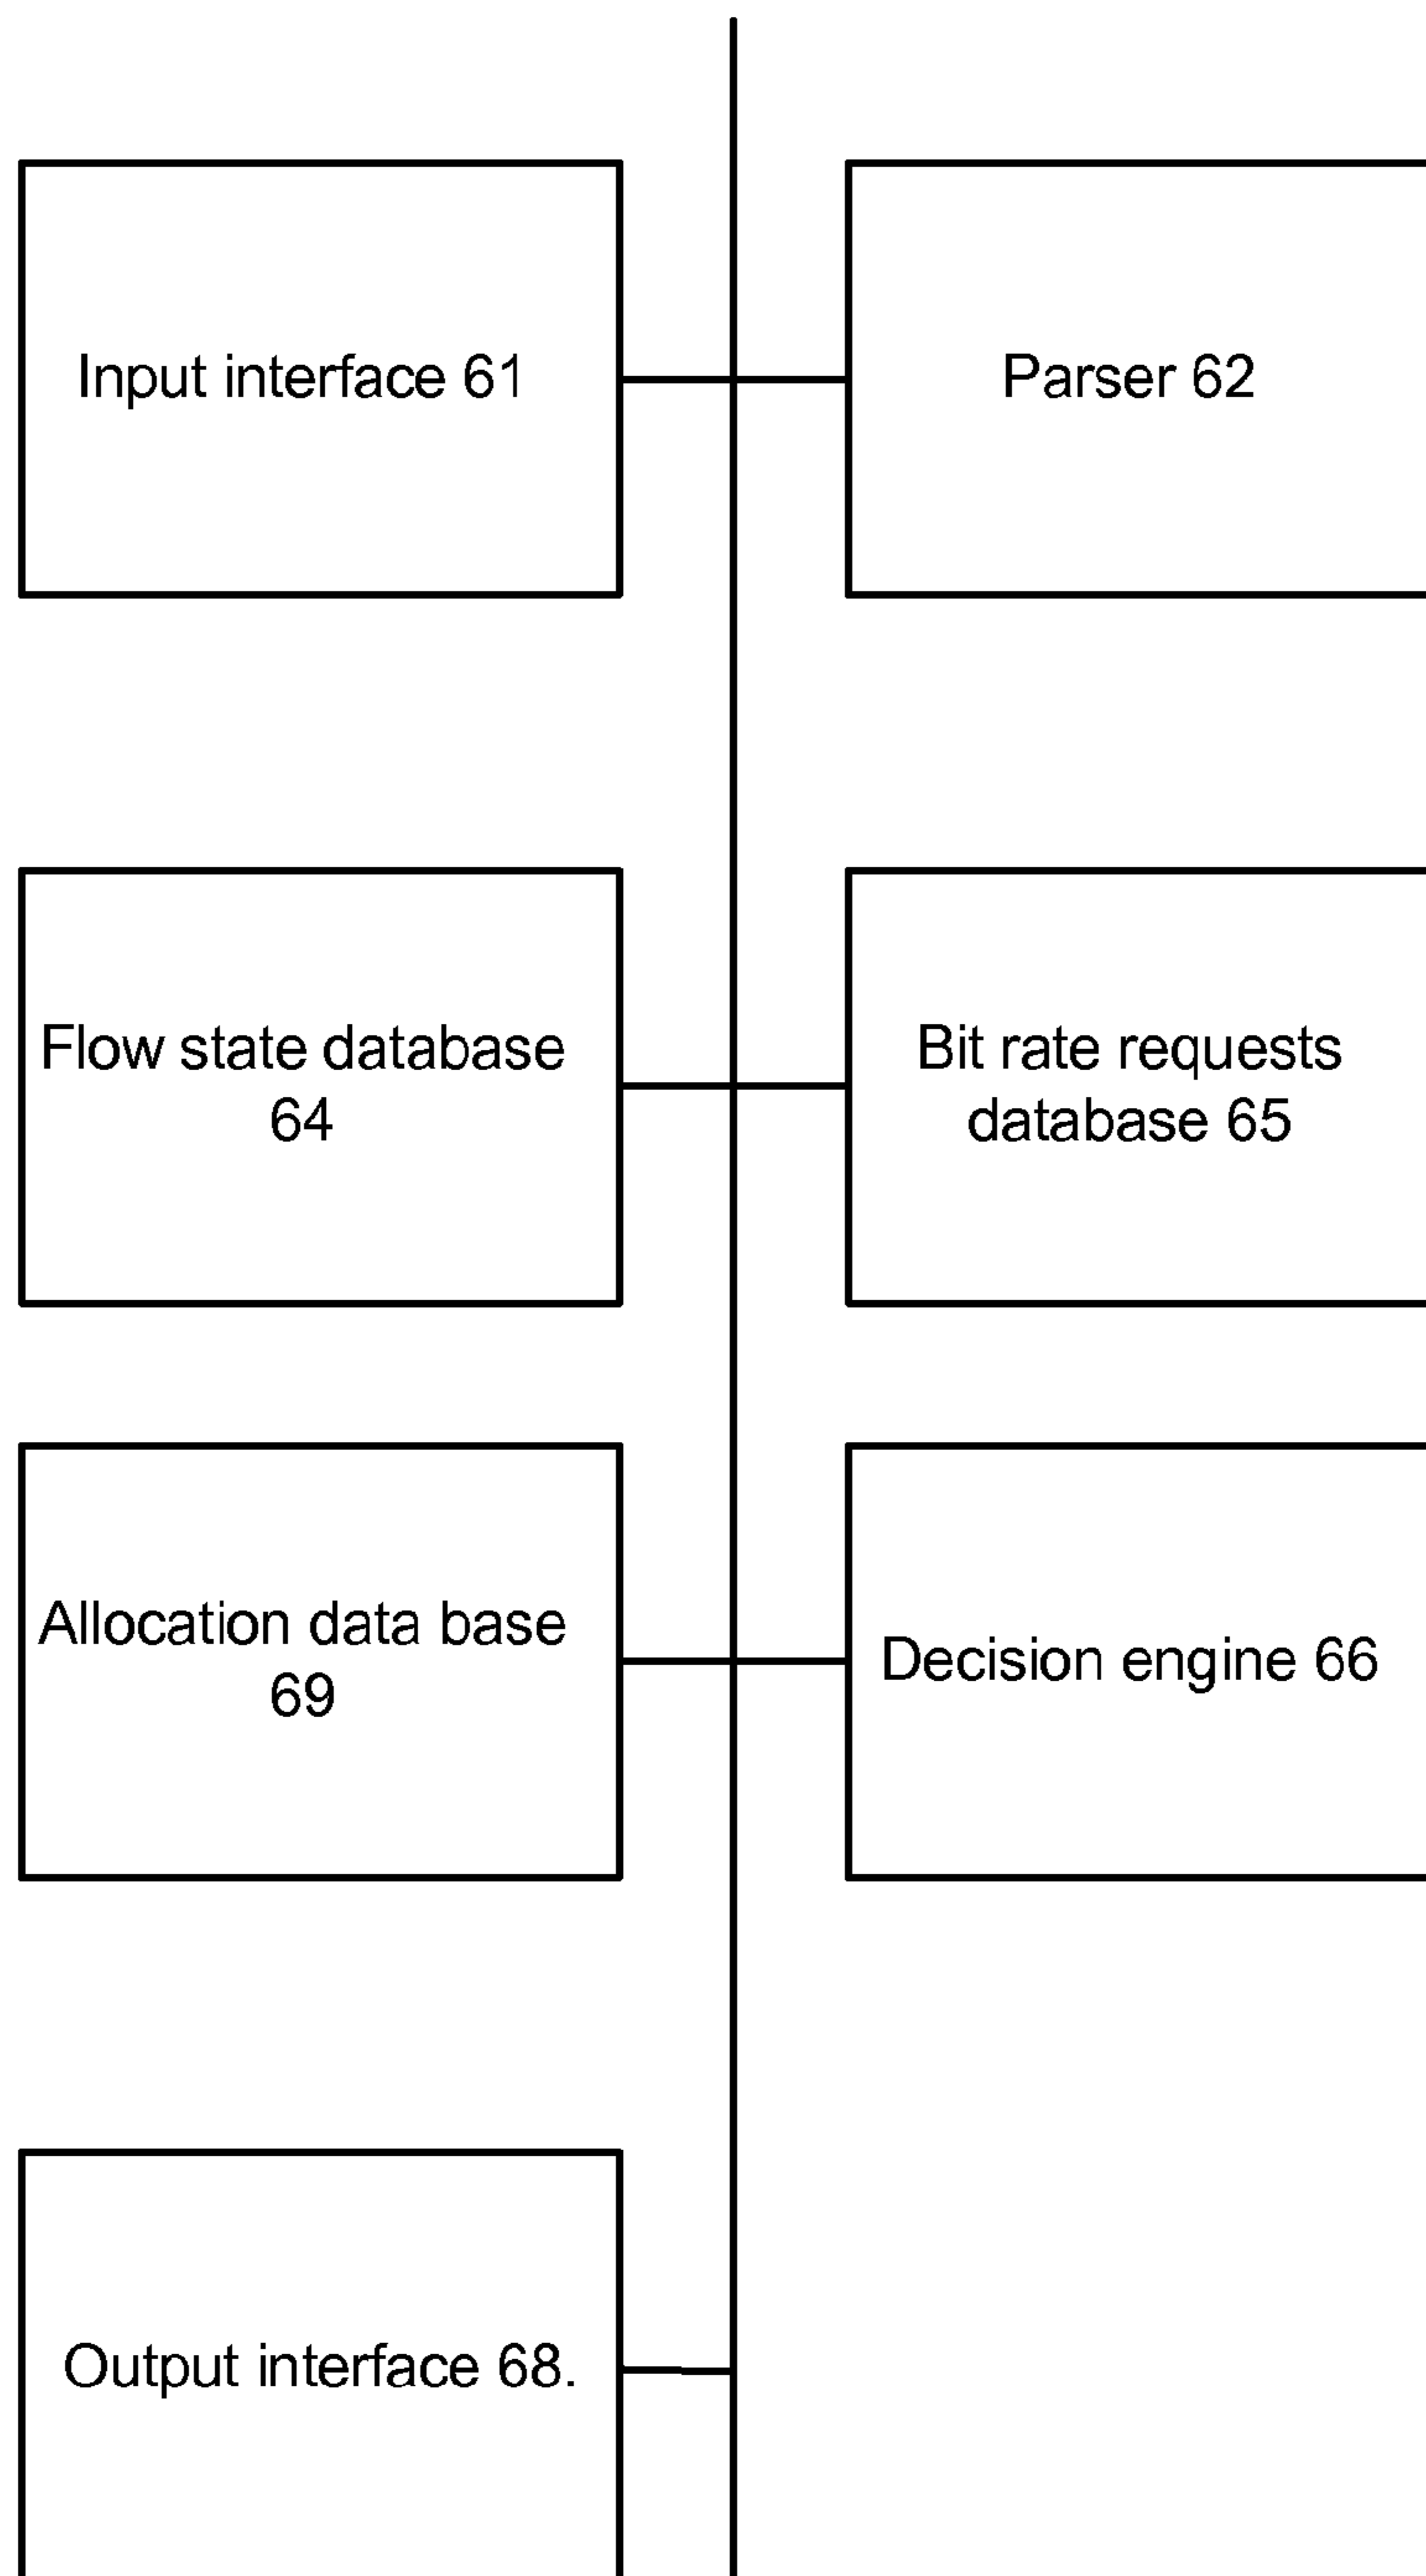 Input interface 61
Parser 62
Flow state database
64
Bit rate requests
database 65
Allocation data base
69
Decision engine 66
Output interface 68.